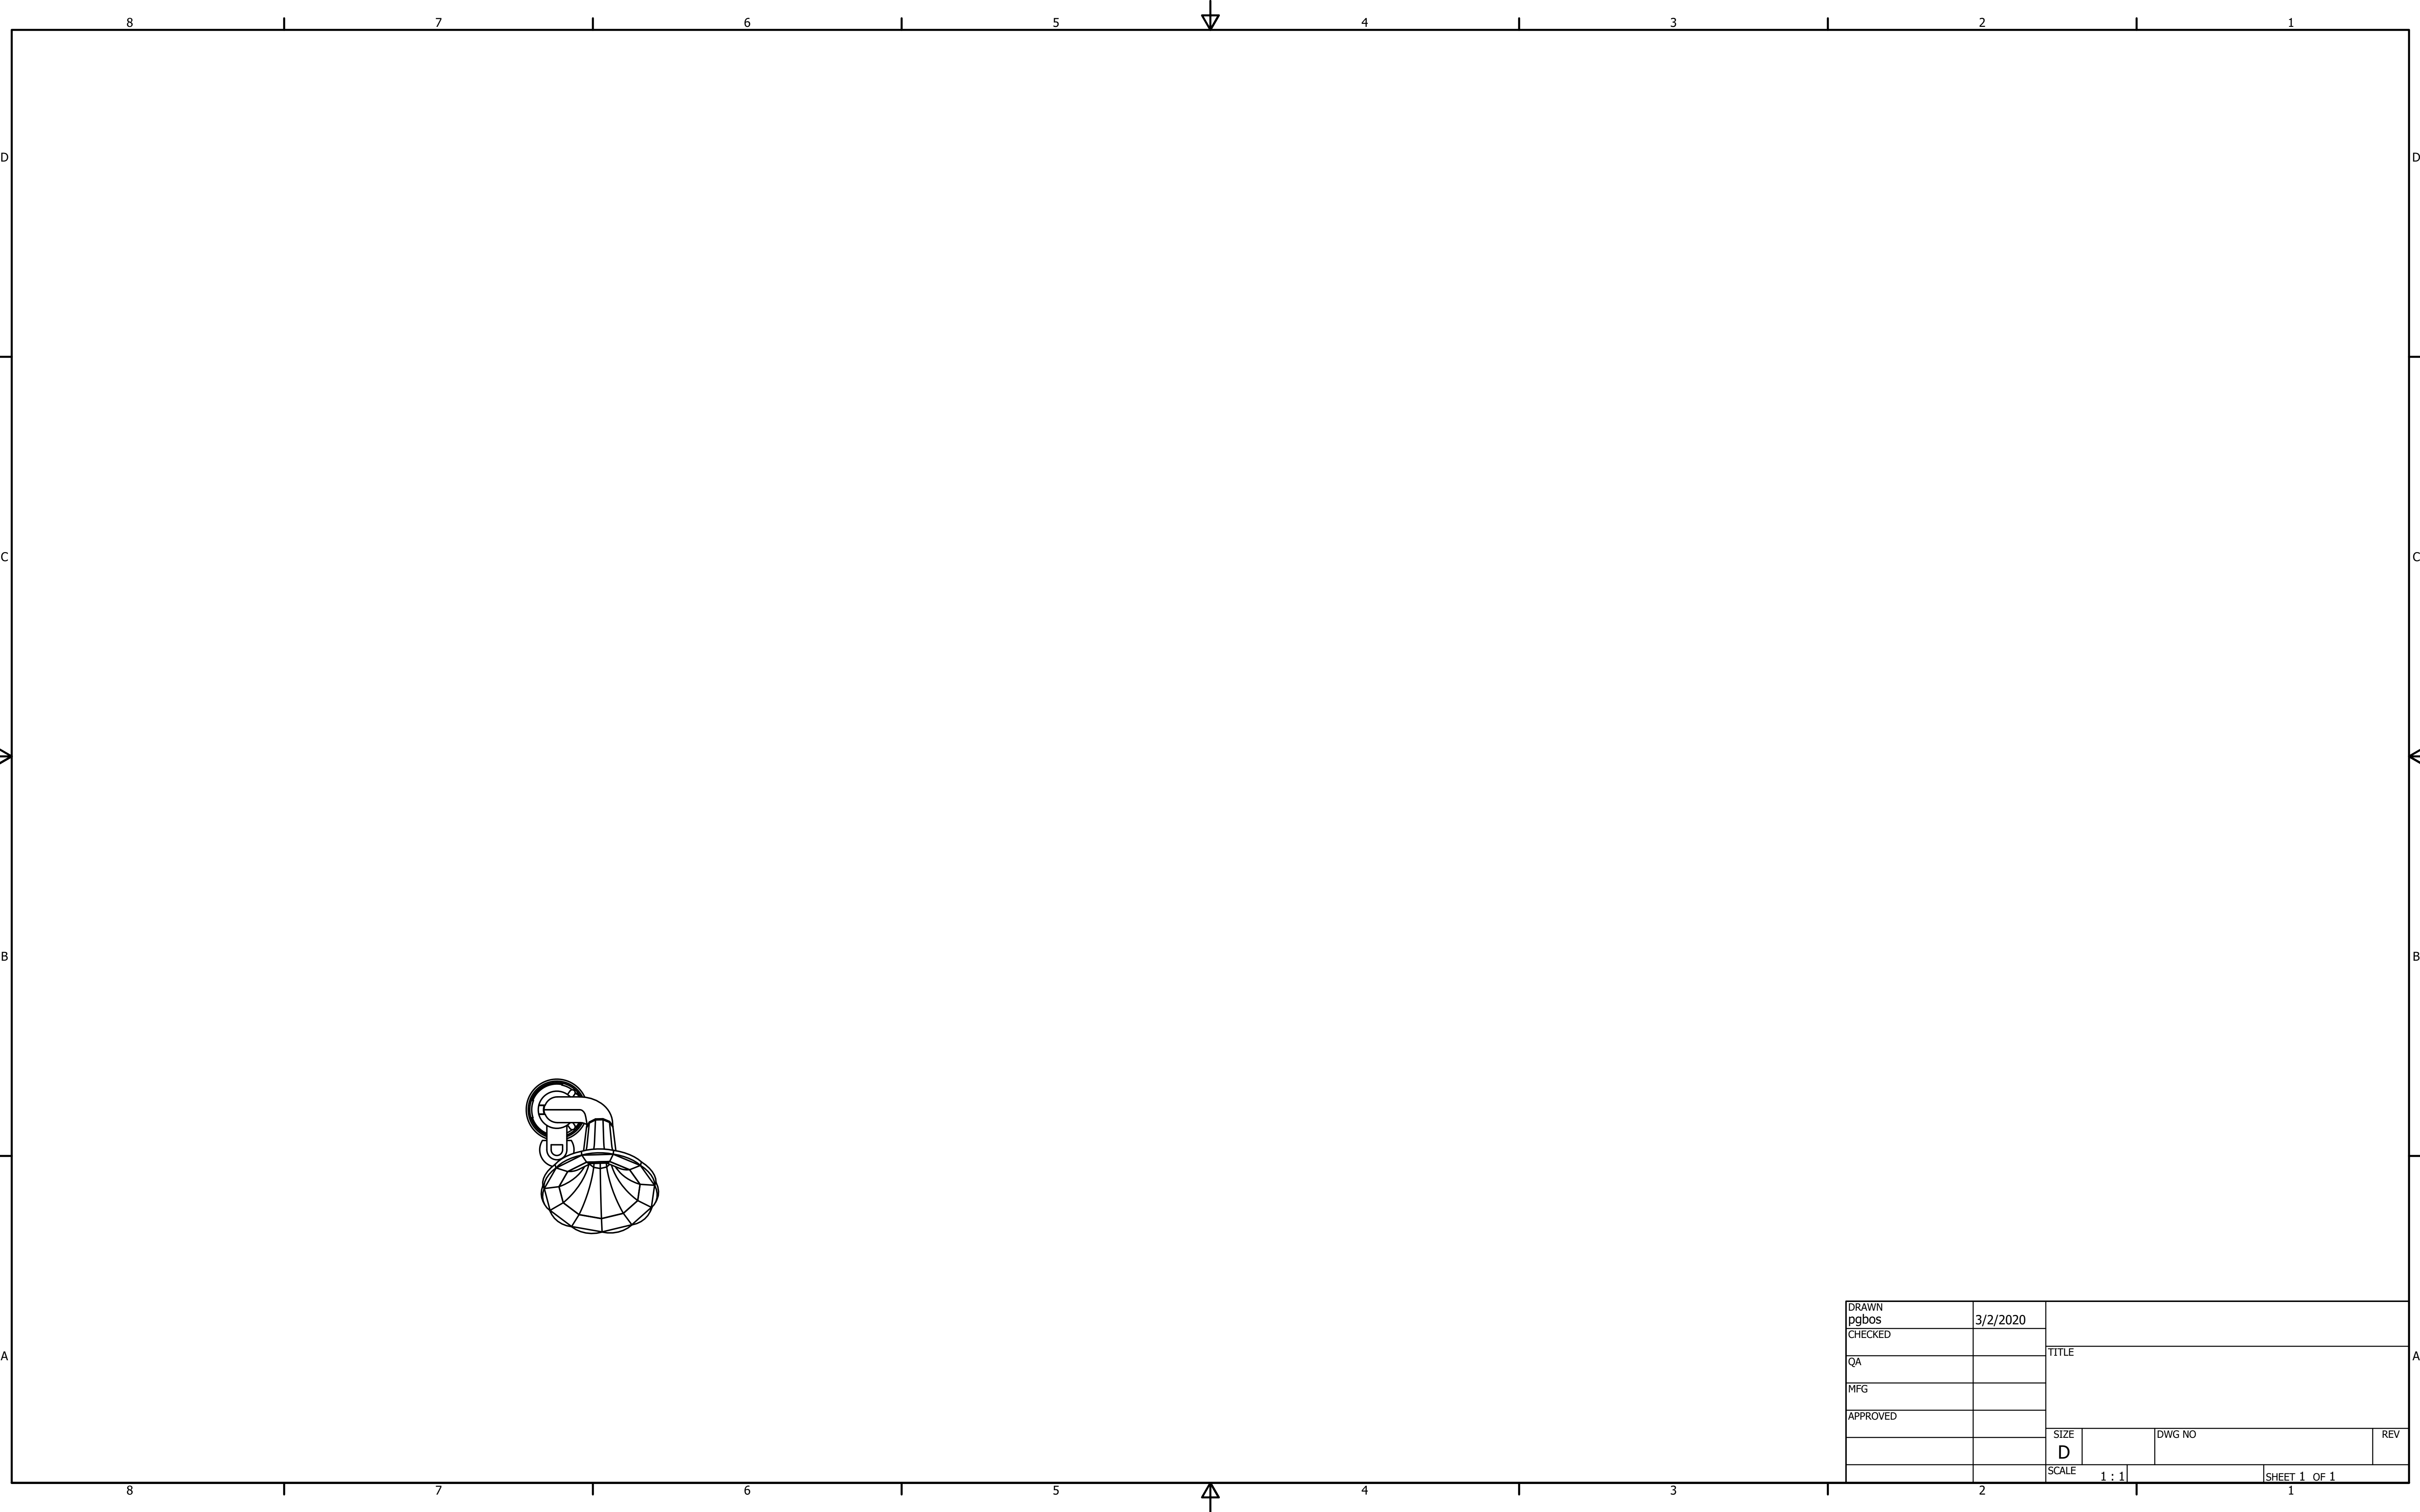 8 7 6 5 4 3 2 1
D D
C C
B B
A A
DRAWN
pgbos 3/2/2020
CHECKED
QA
MFG
APPROVED
TITLE
SIZE
D
DWG NO
REV
SCALE 1 : 1
SHEET 1 OF 1
8 7 6 5 4 3 2 1